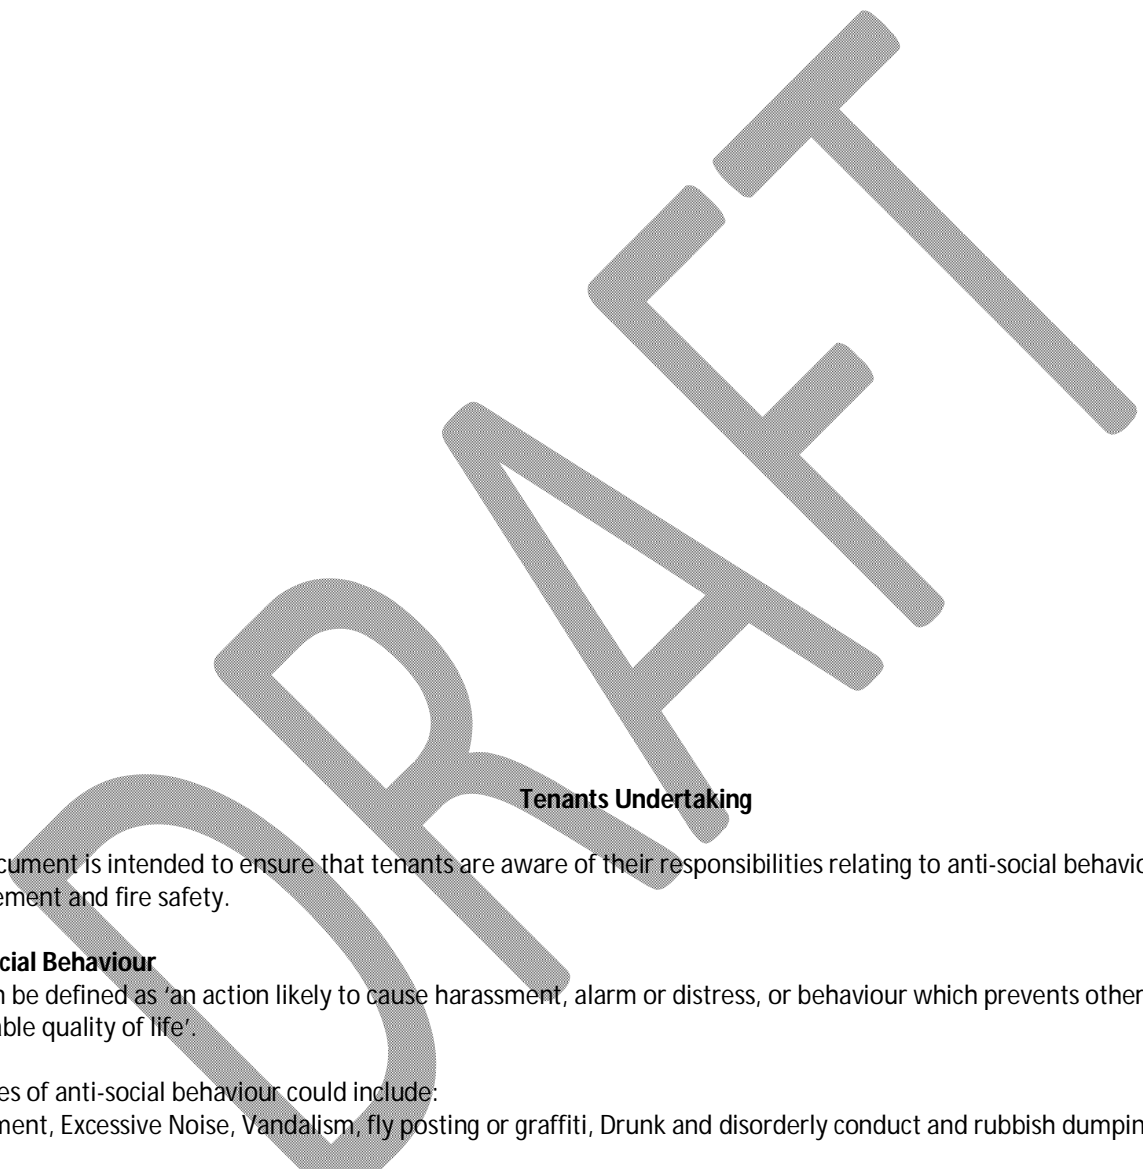 DRAFT
Tenants Undertaking
cument is intended to ensure that tenants are aware of their responsibilities relating to anti-social behavio
ement and fire safety.
cial Behaviour
n be defined as ‘an action likely to cause harassment, alarm or distress, or behaviour which prevents other
able quality of life’.
es of anti-social behaviour could include:
ment, Excessive Noise, Vandalism, fly posting or graffiti, Drunk and disorderly conduct and rubbish dumpin